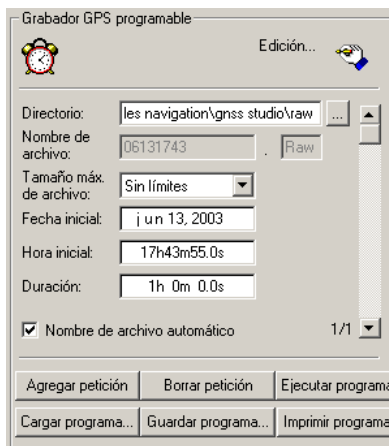 Grabador GPS programable
Edición...
Directorio: les navigation\gnss studio\raw ...
Nombre de archivo: 06131743 . Raw
Tamaño máx. de archivo: Sin límites
Fecha inicial: jun 13, 2003
Hora inicial: 17h43m55.0s
Duración: 1h 0m 0.0s
Nombre de archivo automático 1/1
Agregar petición Borrar petición Ejecutar programa
Cargar programa... Guardar programa... Imprimir programa